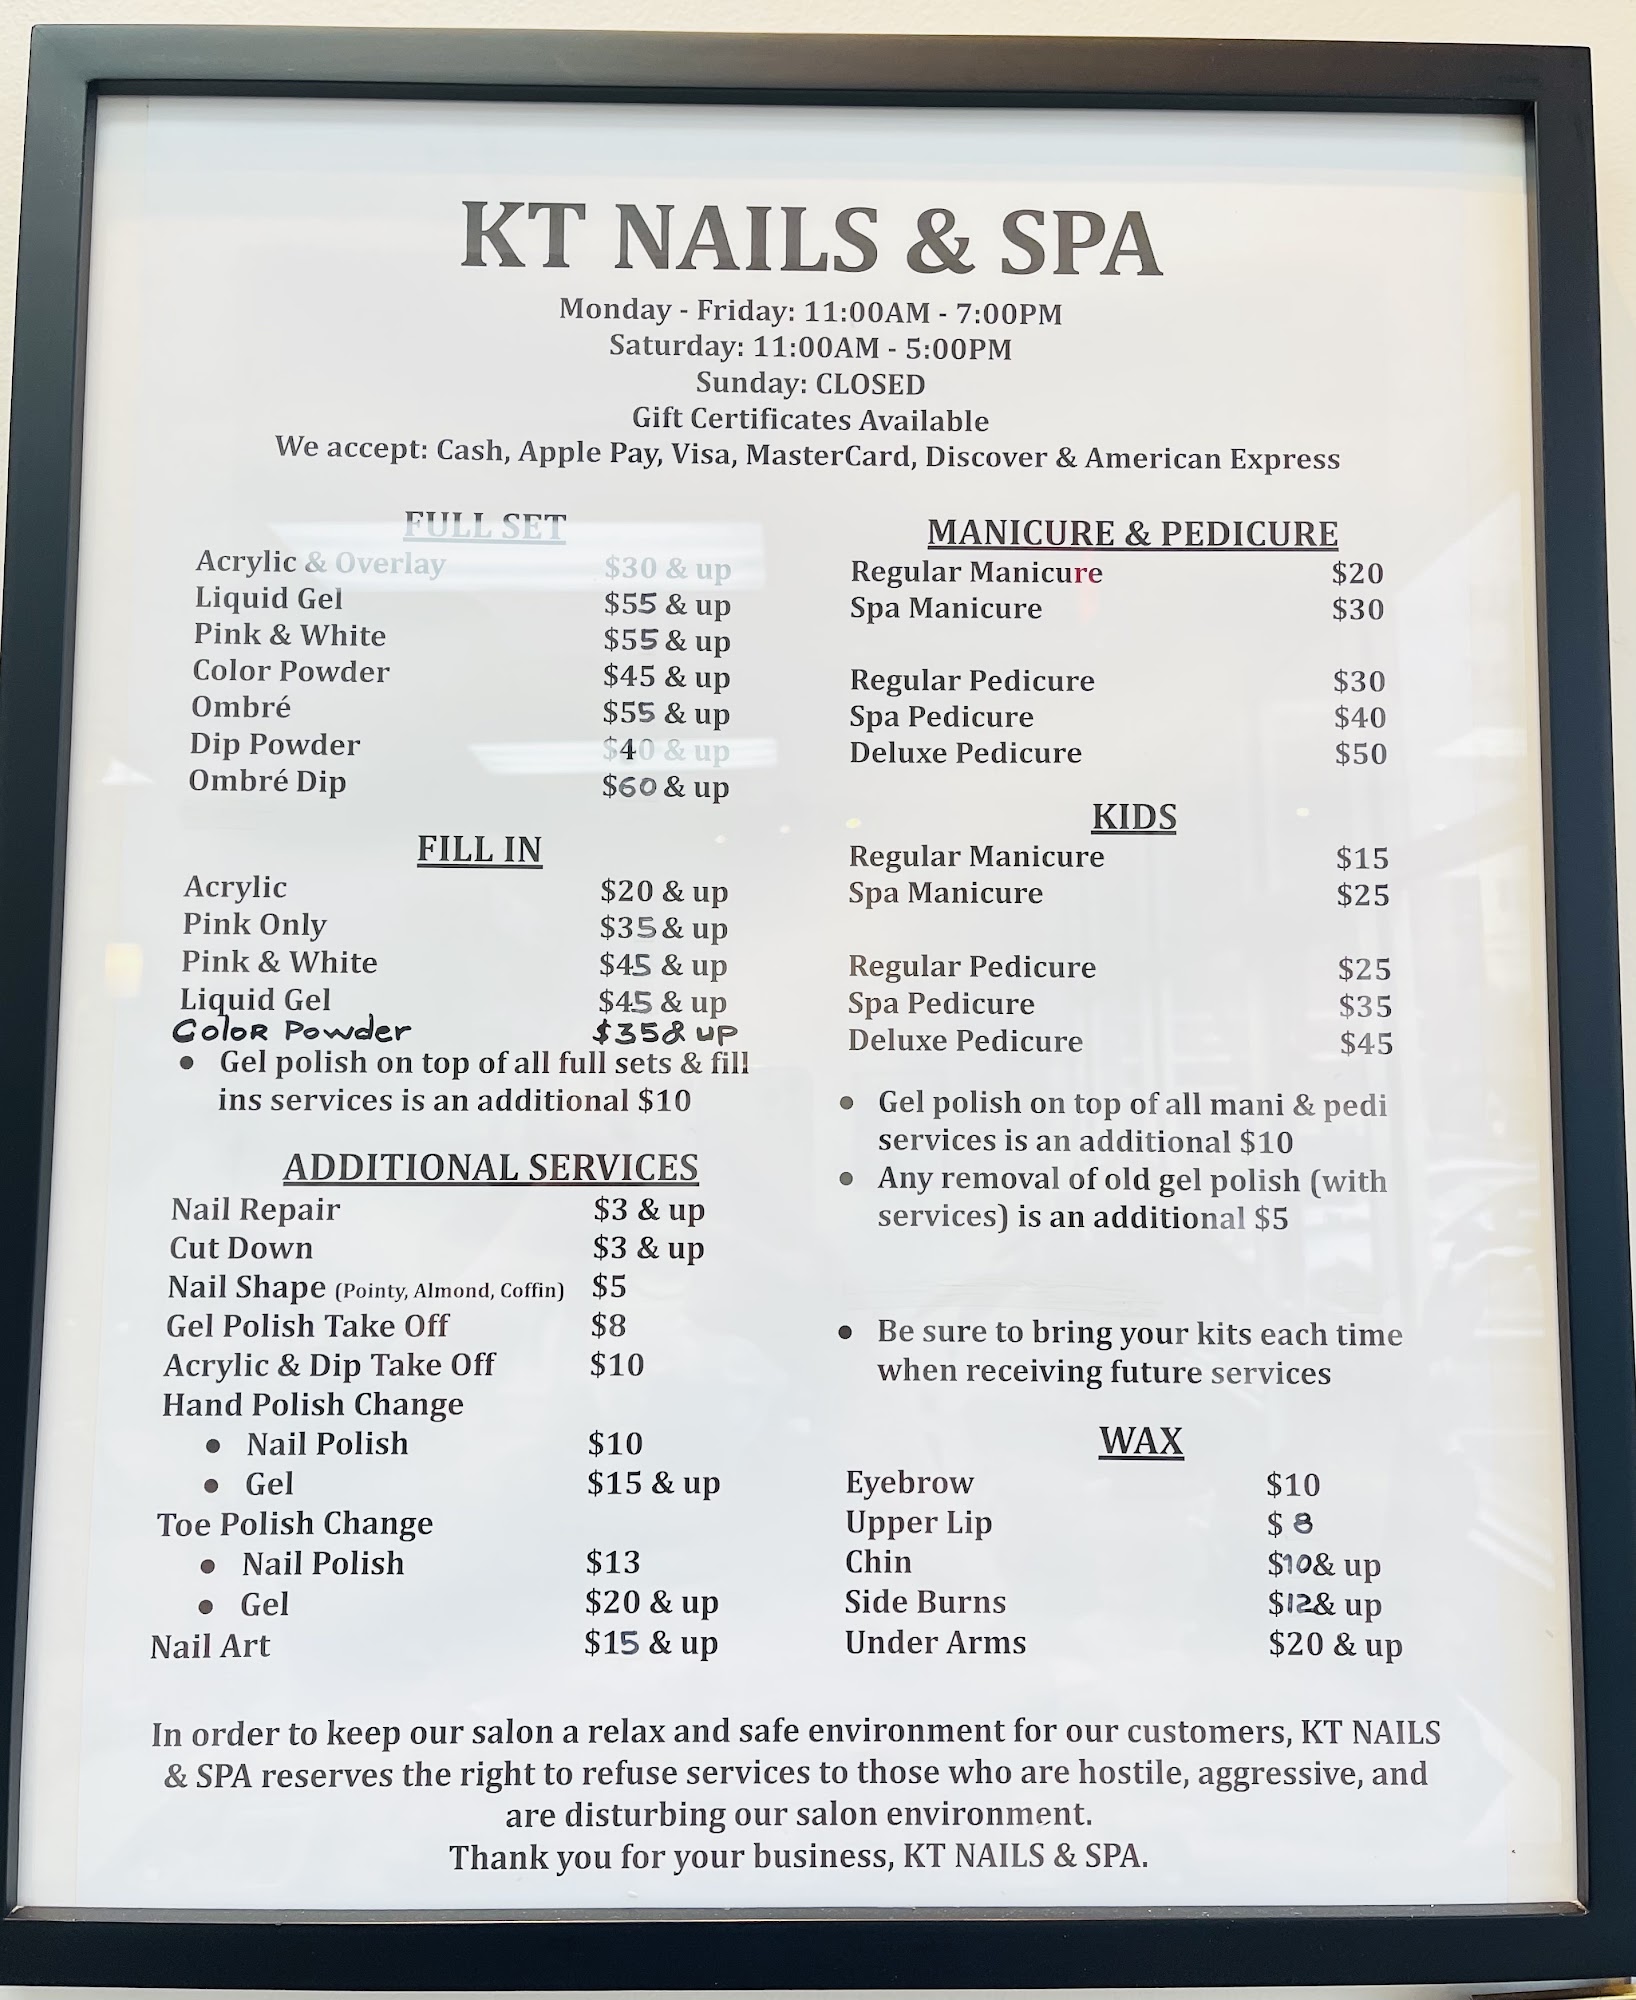 KT NAILS & SPA
Monday - Friday: 11:00AM - 7:00PM
Saturday: 11:00AM - 5:00PM
Sunday: CLOSED
Gift Certificates Available
We accept: Cash, Apple Pay, Visa, MasterCard, Discover & American Express
FULL SET
Acrylic & Overlay $30 & up
Liquid Gel $55 & up
Pink & White $55 & up
Color Powder $45 & up
Ombré $55 & up
Dip Powder $40 & up
Ombré Dip $60 & up
FILL IN
Acrylic $20 & up
Pink Only $35 & up
Pink & White $45 & up
Liquid Gel $45 & up
Color Powder $35 & up
• Gel polish on top of all full sets & fill
ins services is an additional $10
ADDITIONAL SERVICES
Nail Repair $3 & up
Cut Down $3 & up
Nail Shape (Pointy, Almond, Coffin) $5
Gel Polish Take Off $8
Acrylic & Dip Take Off $10
Hand Polish Change
• Nail Polish $10
• Gel $15 & up
Toe Polish Change
• Nail Polish $13
• Gel $20 & up
Nail Art $15 & up
MANICURE & PEDICURE
Regular Manicure $20
Spa Manicure $30
Regular Pedicure $30
Spa Pedicure $40
Deluxe Pedicure $50
KIDS
Regular Manicure $15
Spa Manicure $25
Regular Pedicure $25
Spa Pedicure $35
Deluxe Pedicure $45
• Gel polish on top of all mani & pedi
services is an additional $10
• Any removal of old gel polish (with
services) is an additional $5
• Be sure to bring your kits each time
when receiving future services
WAX
Eyebrow $10
Upper Lip $8
Chin $10& up
Side Burns $12& up
Under Arms $20 & up
In order to keep our salon a relax and safe environment for our customers, KT NAILS
& SPA reserves the right to refuse services to those who are hostile, aggressive, and
are disturbing our salon environment.
Thank you for your business, KT NAILS & SPA.